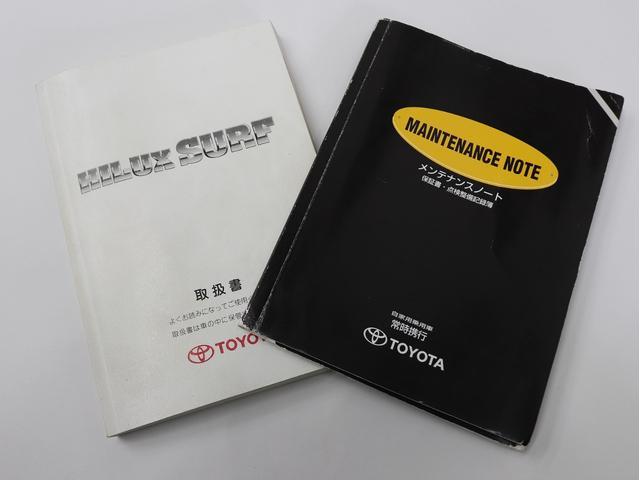 HILUX SURF
取扱書
よくお読みになってご使用
取扱書は車の中に保管
TOYOTA
MAINTENANCE NOTE
メンテナンスノート
保証書・点検整備記録簿
自家用乗用車
常時携行
TOYOTA